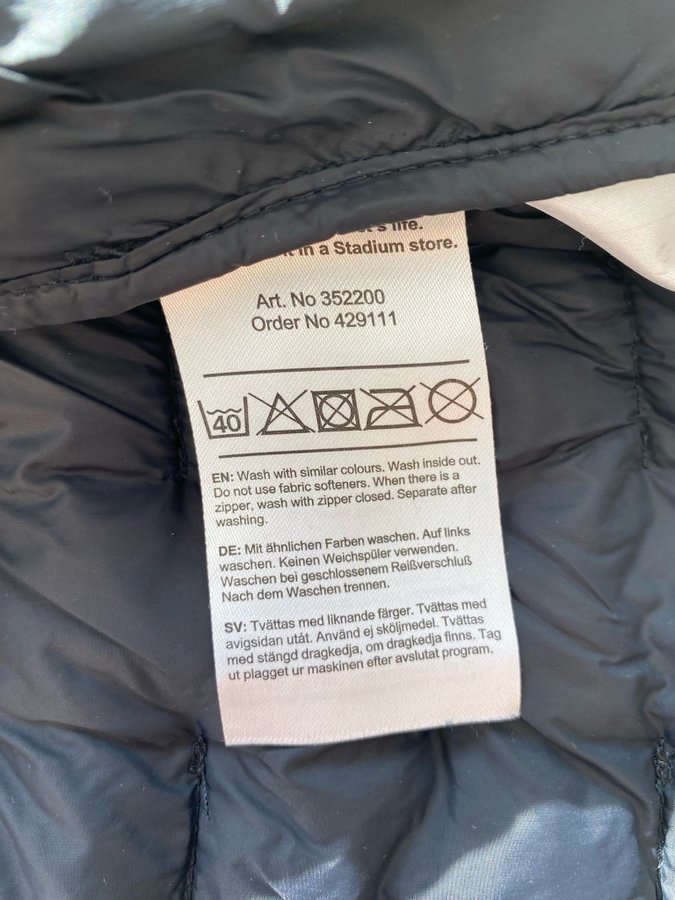 's life.
in a Stadium store.
Art. No 352200
Order No 429111
40
EN: Wash with similar colours. Wash inside out.
Do not use fabric softeners. When there is a
zipper, wash with zipper closed. Separate after
washing.
DE: Mit ähnlichen Farben waschen. Auf links
waschen. Keinen Weichspüler verwenden.
Waschen bei geschlossenem Reißverschluß
Nach dem Waschen trennen.
SV: Tvättas med liknande färger. Tvättas med
avigsidan utåt. Använd ej sköljmedel. Tvättas
med stängd dragkedja, om dragkedja finns. Tag
ut plagget ur maskinen efter avslutat program.